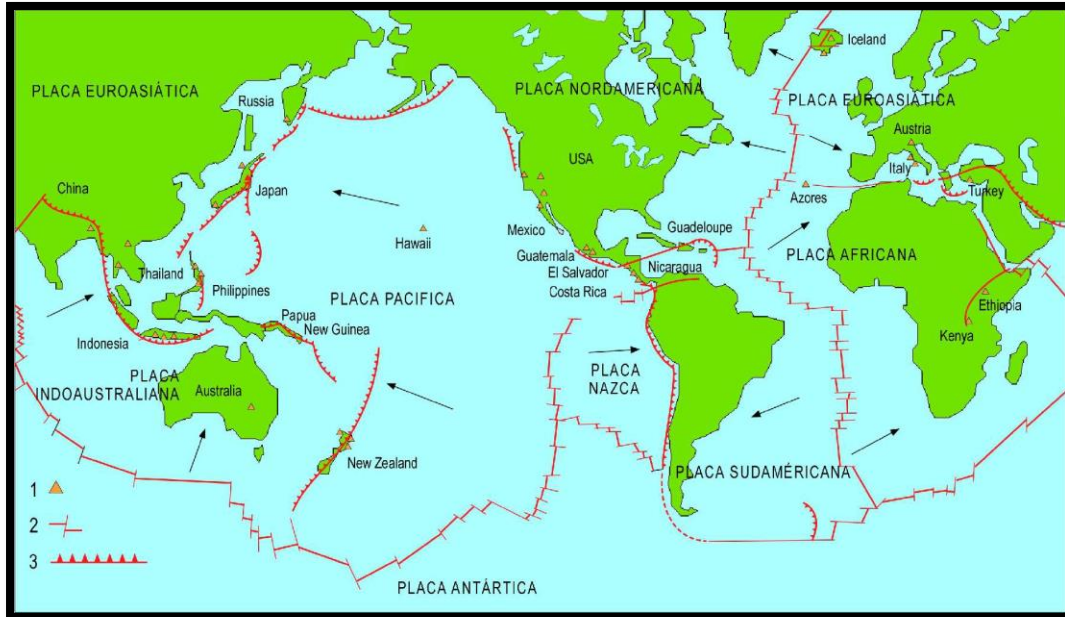 Iceland
PLACA EUROASIÁTICA
PLACA NORDAMERICANA
PLACA EUROASIÁTICA
Russia
Austria
USA
Italy
China
Japan
Azores
Turkey
Hawaii
Mexico
Guadeloupe
Guatemala
PLACA AFRICANA
El Salvador
Nicaragua
Thailand
Philippines
PLACA PACIFICA
Costa Rica
Ethiopia
Papua
New Guinea
Indonesia
Kenya
PLACA
INDOAUSTRALIANA
PLACA
NAZCA
Australia
New Zealand
PLACA SUDAMÉRICANA
1
2
3
PLACA ANTÁRTICA